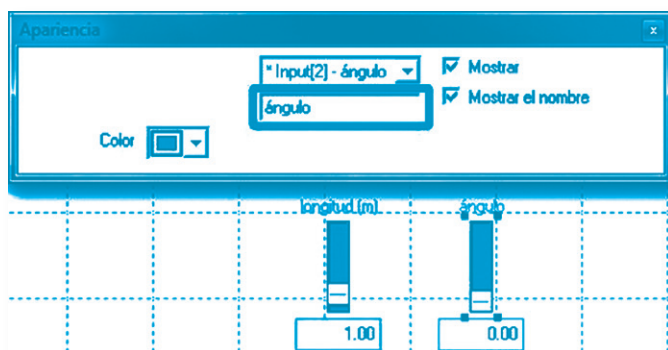 Apariencia
* Input[2] - ángulo
Mostrar
ángulo
Mostrar el nombre
Color
longitud (m)
ángulo
1.00
0.00